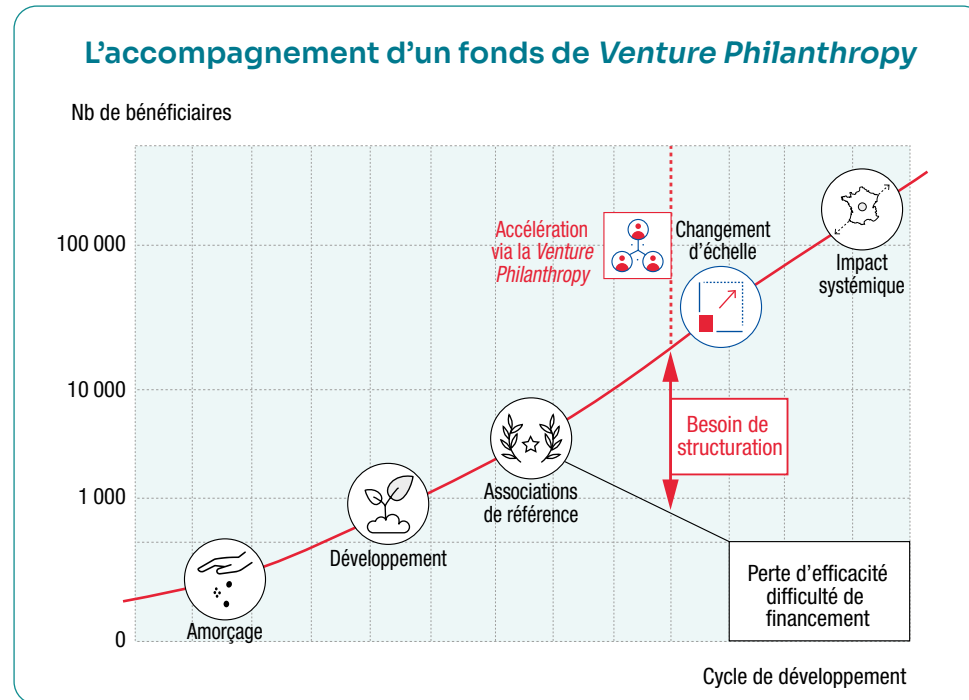 L’accompagnement d’un fonds de Venture Philanthropy
Nb de bénéficiaires
100 000
10 000
1 000
0
Accélération
via la Venture
Philanthropy
Changement
d’échelle
Impact
systémique
Besoin de
structuration
Associations
de référence
Développement
Amorçage
Perte d’efficacité
difficulté de
financement
Cycle de développement